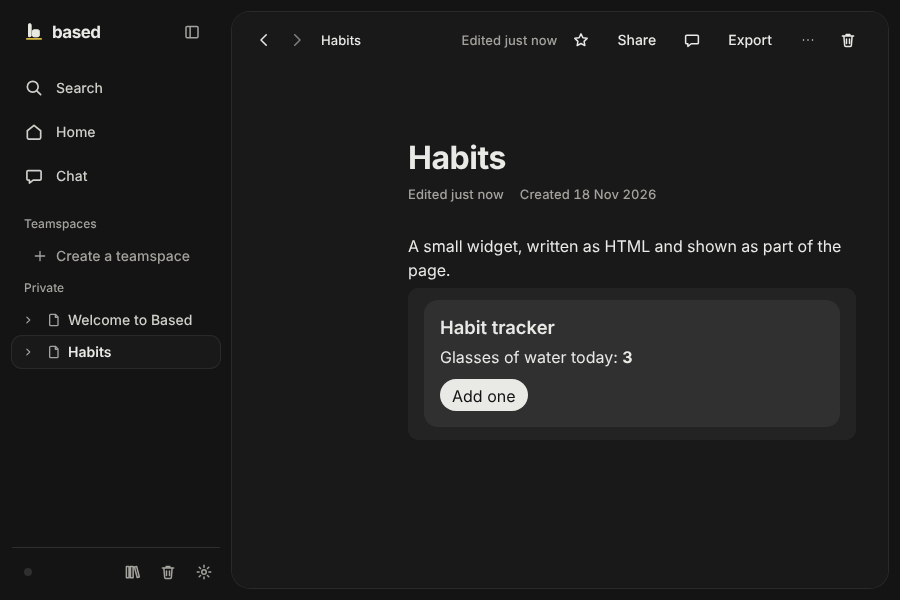 based
Search
Home
Chat
Teamspaces
Create a teamspace
Private
Welcome to Based
Habits
Habits
Edited just now
Share
Export
Habits
Edited just now Created 18 Nov 2026
A small widget, written as HTML and shown as part of the
page.
Habit tracker
Glasses of water today: 3
Add one